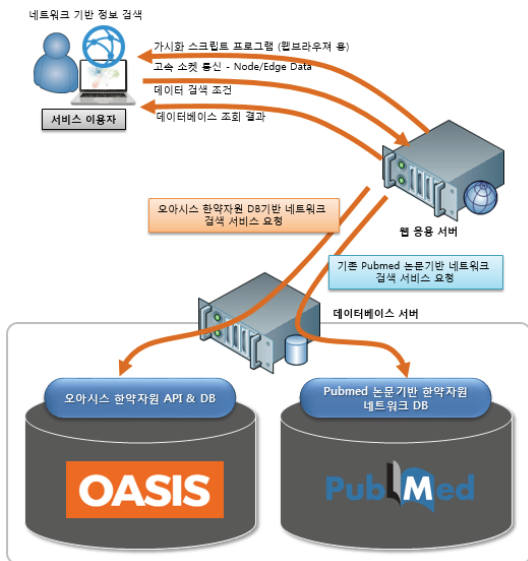 네트워크 기반 정보 검색
가시화 스크립트 프로그램 (웹브라우져 용)
고속 소켓 통신 - Node/Edge Data
데이터 검색 조건
데이터베이스 조회 결과
서비스 이용자
웹 응용 서버
오아시스 한약자원 DB기반 네트워크
검색 서비스 요청
기존 Pubmed 논문기반 네트워크
검색 서비스 요청
데이터베이스 서버
오아시스 한약자원 API & DB
Pubmed 논문기반 한약자원
네트워크 DB
OASIS
PubMed